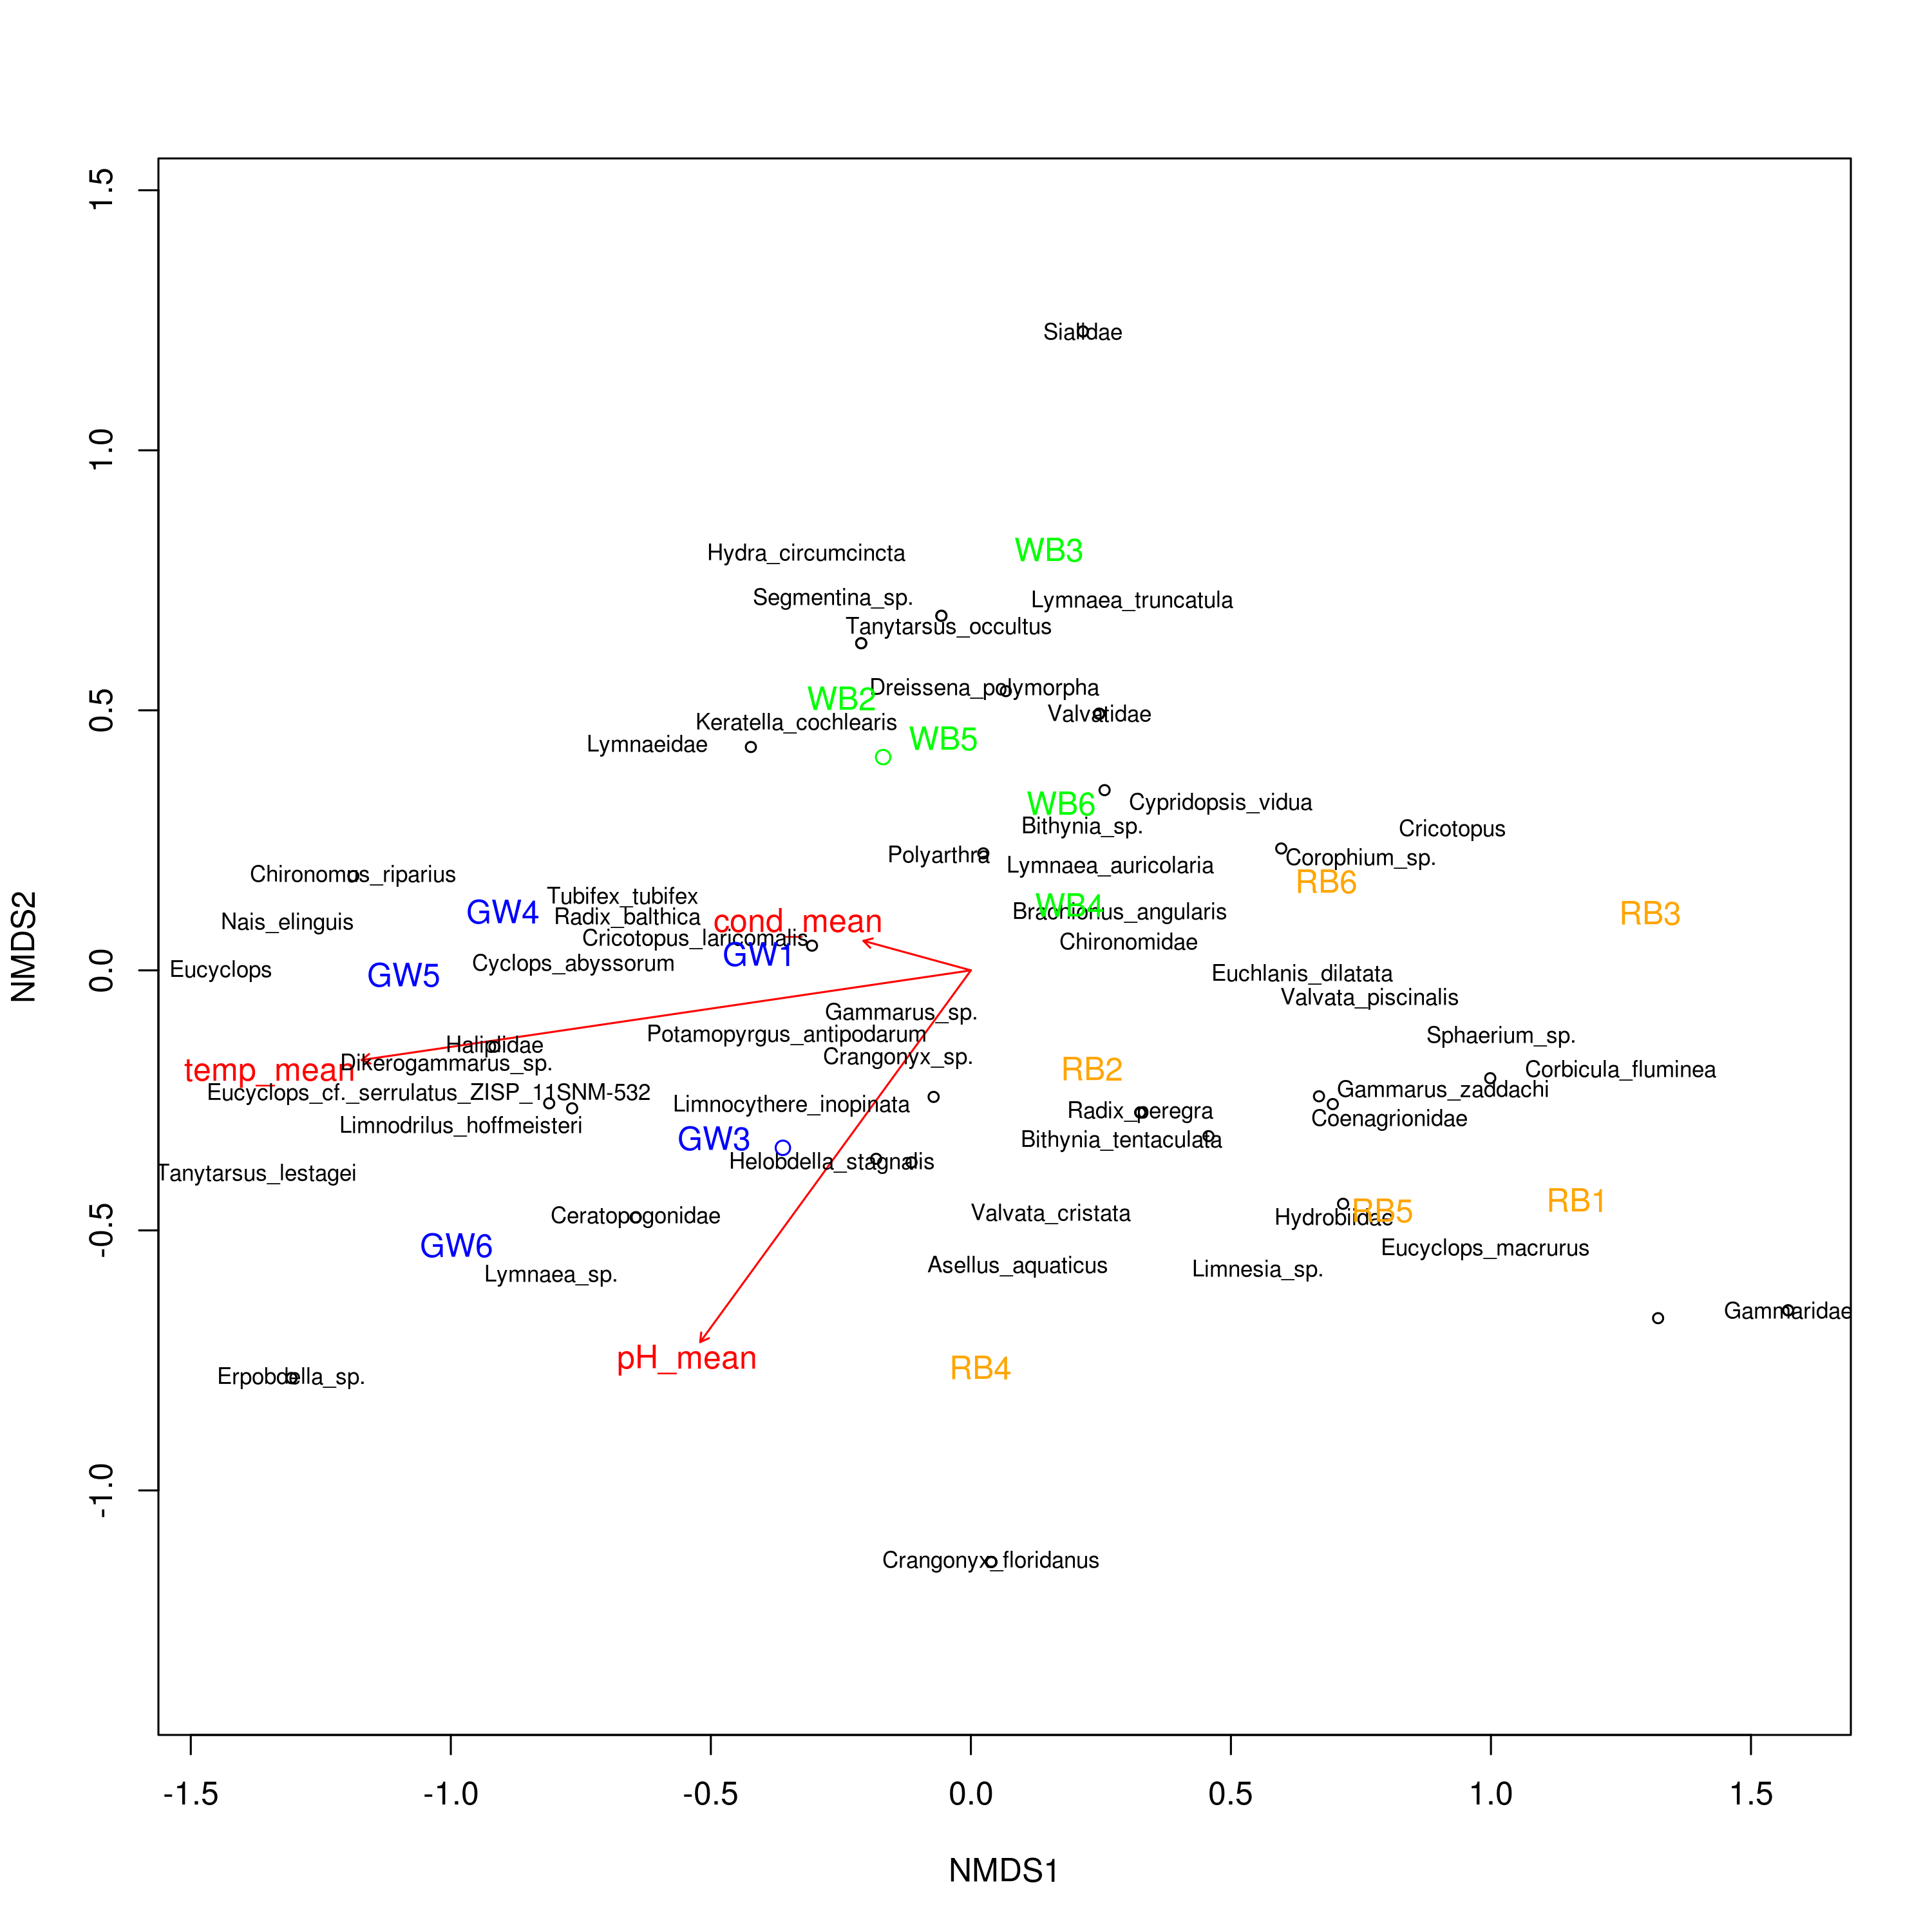 1.5
Sialidae
1.0
Hydra_circumcincta
WB3
Segmentina_sp.
Lymnaea_truncatula
Tanytarsus_occultus
0.5
Dreissena_polymorpha
WB2
Valvatidae
Keratella_cochlearis
WB5
Lymnaeidae
WB6
Cypridopsis_vidua
Bithynia_sp.
Cricotopus
Polyarthra
Corophium_sp.
Lymnaea_auricolaria
Chironomus_riparius
RB6
Tubifex_tubifex
WB4
GW4
Radix_balthica
cond_mean
Brachionus_angularis
RB3
Nais_elinguis
Cricotopus_laricomalis
GW1
Chironomidae
NMDS2
0.0
Eucyclops
GW5
Cyclops_abyssorum
Euchlanis_dilatata
Valvata_piscinalis
Gammarus_sp.
Potamopyrgus_antipodarum
Sphaerium_sp.
Haliplidae
Crangonyx_sp.
Dikerogammarus_sp.
temp_mean
RB2
Corbicula_fluminea
Eucyclops_cf._serrulatus_ZISP_11SNM-532
Gammarus_zaddachi
Limnocythere_inopinata
Radix_peregra
Coenagrionidae
Limnodrilus_hoffmeisteri
GW3
Bithynia_tentaculata
Helobdella_stagnalis
Tanytarsus_lestagei
-0.5
Ceratopogonidae
Valvata_cristata
Hydrobiidae
RB5
RB1
GW6
Eucyclops_macrurus
Lymnaea_sp.
Asellus_aquaticus
Limnesia_sp.
Gammaridae
pH_mean
RB4
Erpobdella_sp.
-1.0
Crangonyx_floridanus
-1.5
-1.0
-0.5
0.0
0.5
1.0
1.5
NMDS1